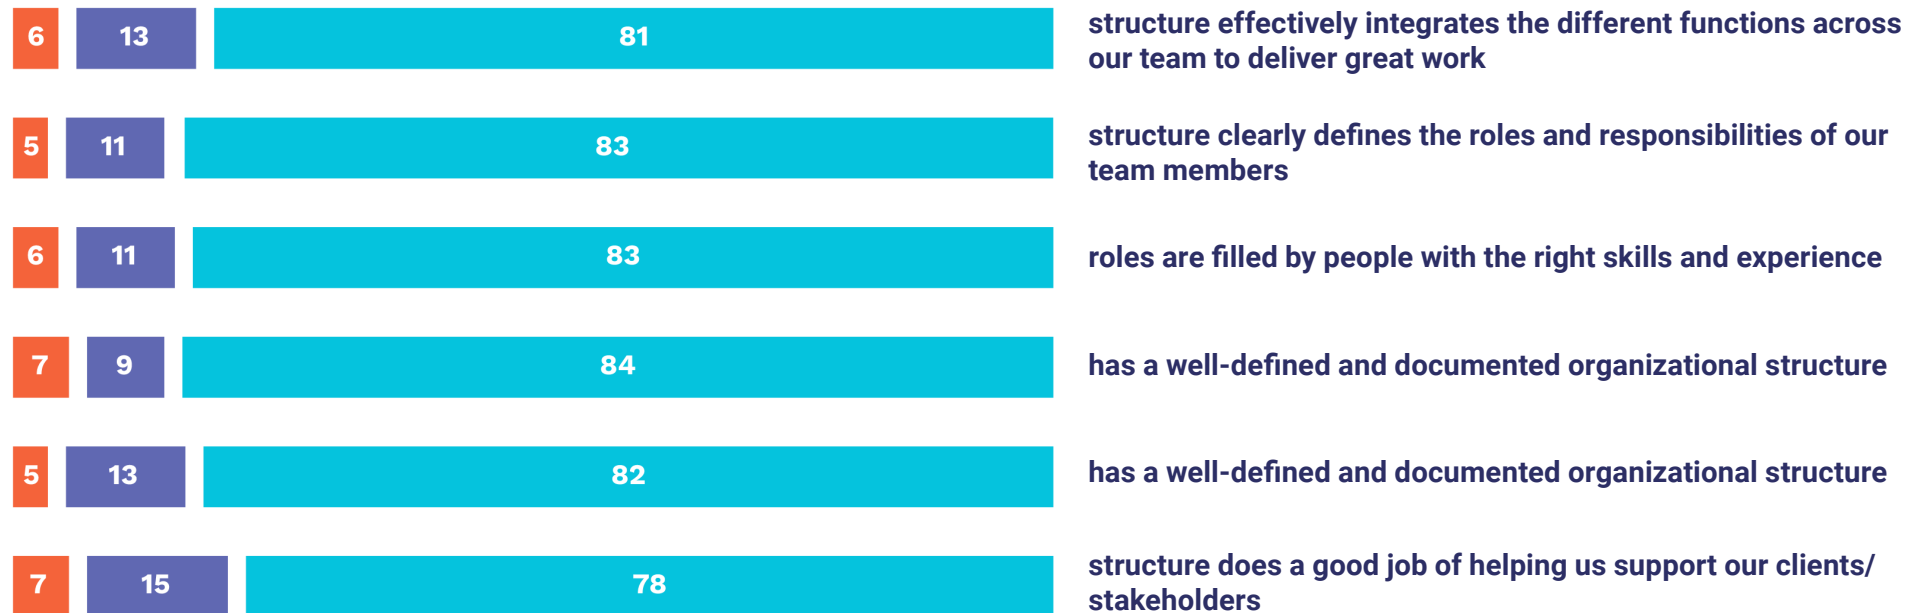 6 13 81 structure effectively integrates the different functions across
our team to deliver great work
5 11 83 structure clearly defines the roles and responsibilities of our
team members
6 11 83 roles are filled by people with the right skills and experience
7 9 84 has a well-defined and documented organizational structure
5 13 82 has a well-defined and documented organizational structure
7 15 78 structure does a good job of helping us support our clients/
stakeholders